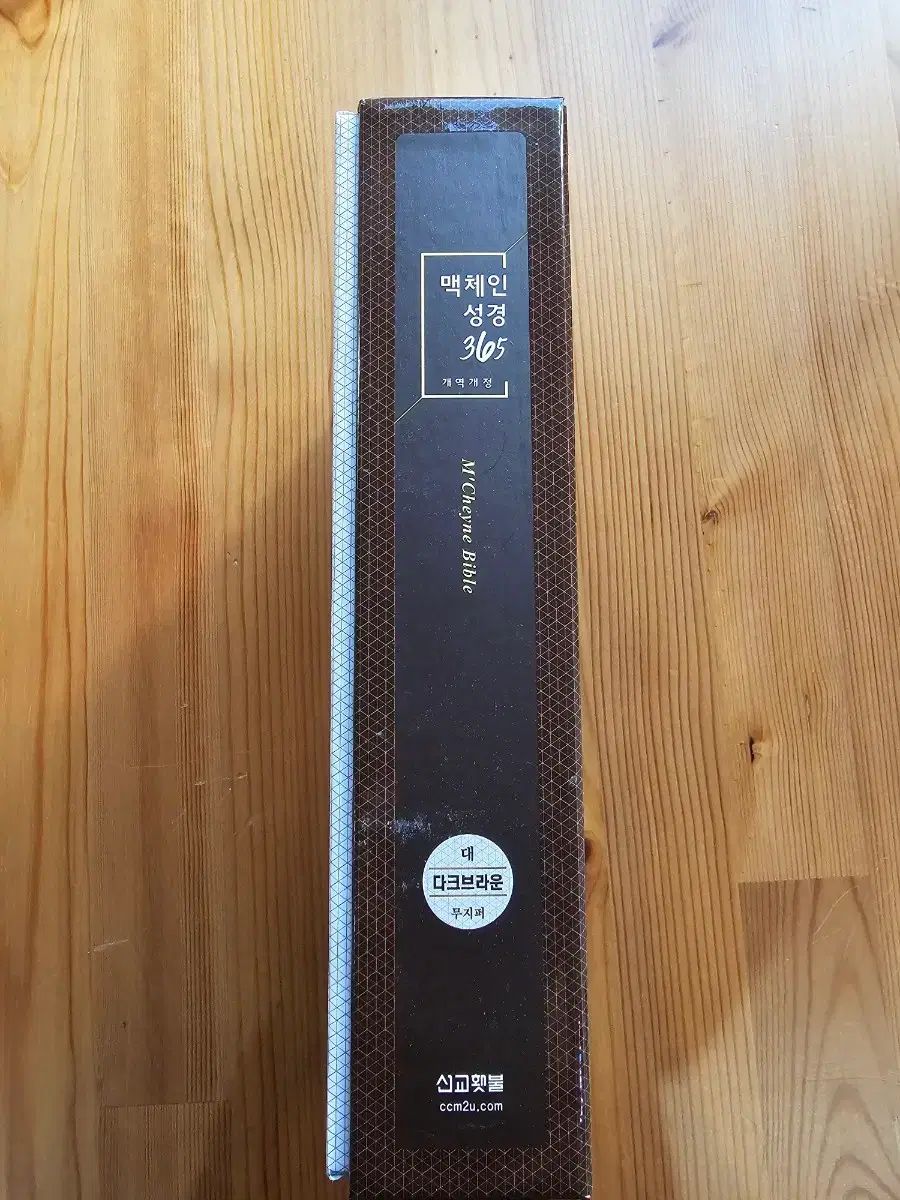 맥체인
성경
365
개역개정
M'Cheyne Bible
대
다크브라운
무지퍼
선교횃불
ccm2u.com